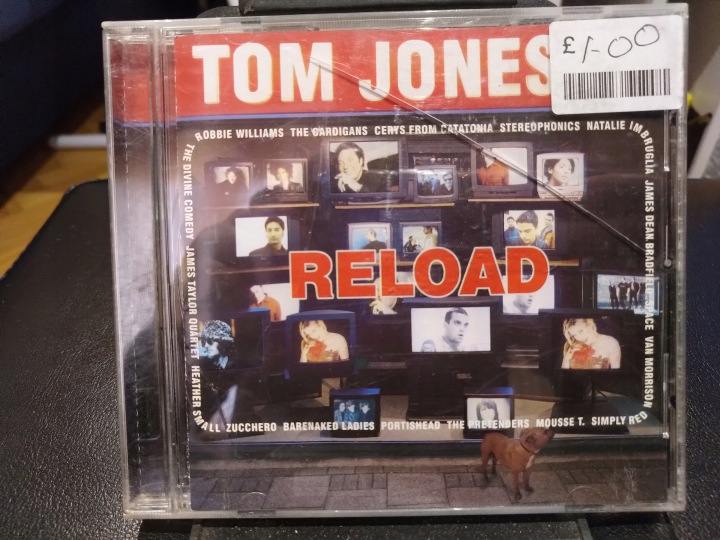 TOM JONES
£1-00
ROBBIE WILLIAMS THE CARDIGANS CERYS FROM CATATONIA STEREOPHONICS NATALIE IMBRUGLIA
JAMES DEAN BRADFIELD SPACE VAN MORRISON
THE DIVINE COMEDY JAMES TAYLOR QUARTET HEATHER SMALL
RELOAD
ZUCCHERO BARENAKED LADIES PORTISHEAD THE PRETENDERS MOUSSE T. SIMPLY RED